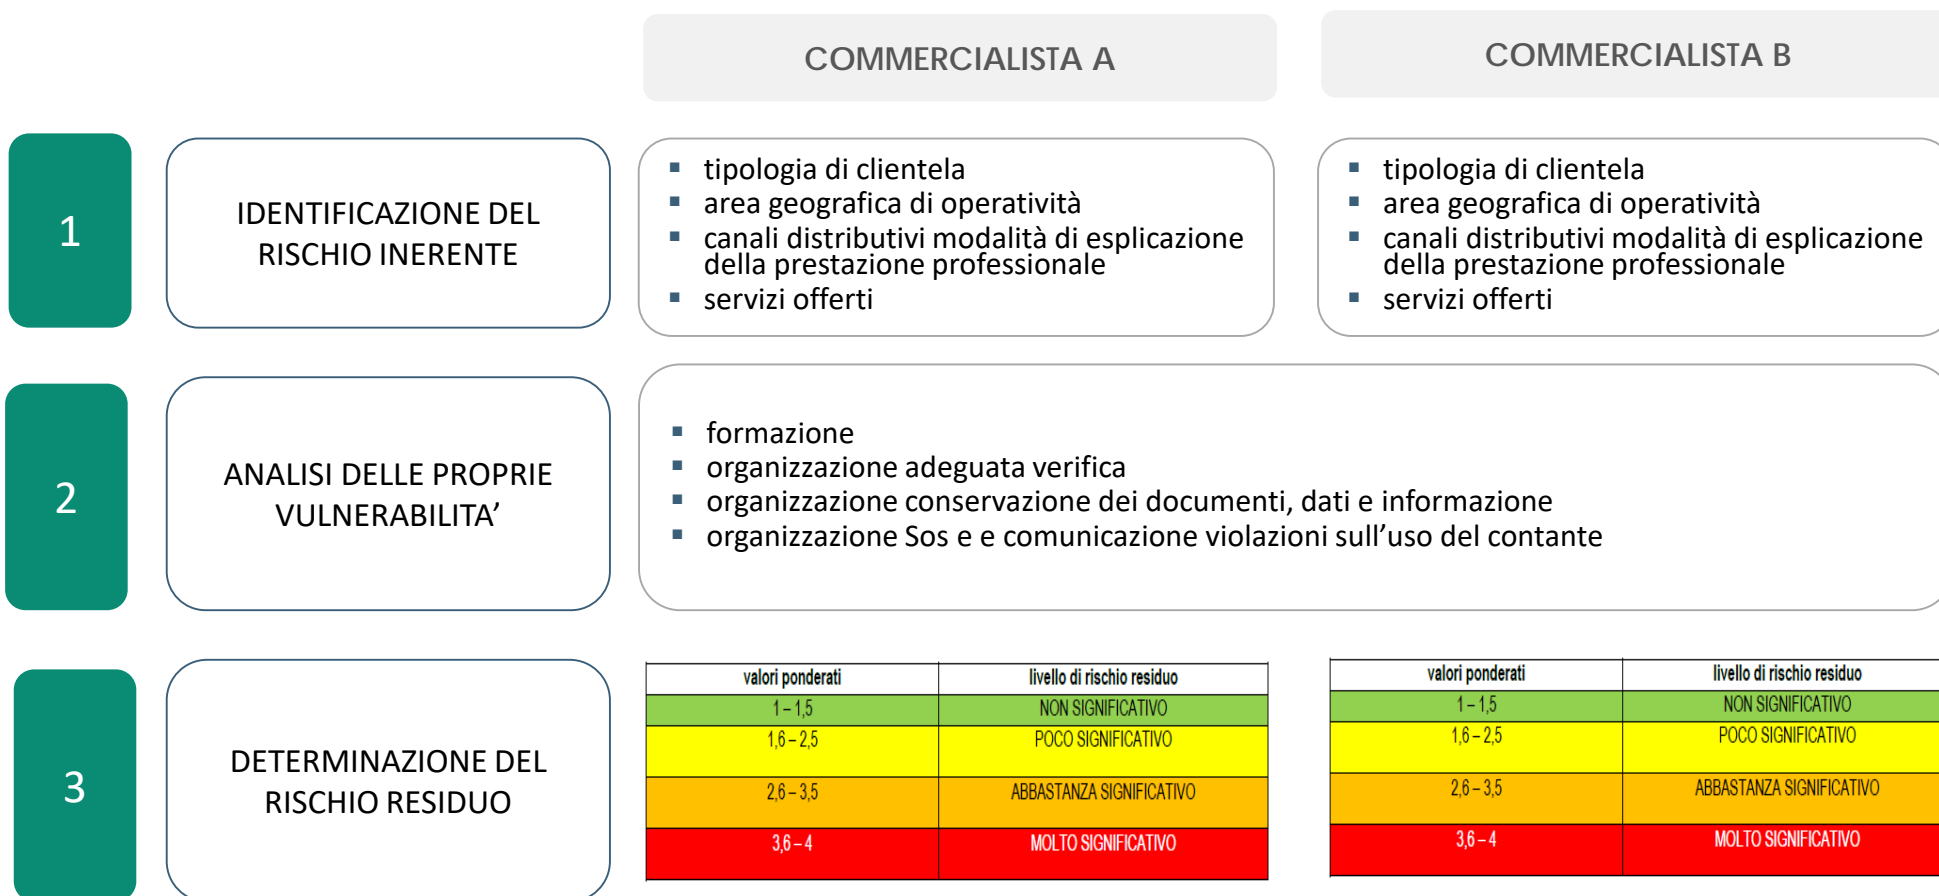 COMMERCIALISTA A
COMMERCIALISTA B
1
IDENTIFICAZIONE DEL
RISCHIO INERENTE
▪ tipologia di clientela
▪ area geografica di operatività
▪ canali distributivi modalità di esplicazione
della prestazione professionale
▪ servizi offerti
▪ tipologia di clientela
▪ area geografica di operatività
▪ canali distributivi modalità di esplicazione
della prestazione professionale
▪ servizi offerti
2
ANALISI DELLE PROPRIE
VULNERABILITA’
▪ formazione
▪ organizzazione adeguata verifica
▪ organizzazione conservazione dei documenti, dati e informazione
▪ organizzazione Sos e e comunicazione violazioni sull’uso del contante
3
DETERMINAZIONE DEL
RISCHIO RESIDUO
valori ponderati livello di rischio residuo
1 – 1,5 NON SIGNIFICATIVO
1,6 – 2,5 POCO SIGNIFICATIVO
2,6 – 3,5 ABBASTANZA SIGNIFICATIVO
3,6 – 4 MOLTO SIGNIFICATIVO
valori ponderati livello di rischio residuo
1 – 1,5 NON SIGNIFICATIVO
1,6 – 2,5 POCO SIGNIFICATIVO
2,6 – 3,5 ABBASTANZA SIGNIFICATIVO
3,6 – 4 MOLTO SIGNIFICATIVO